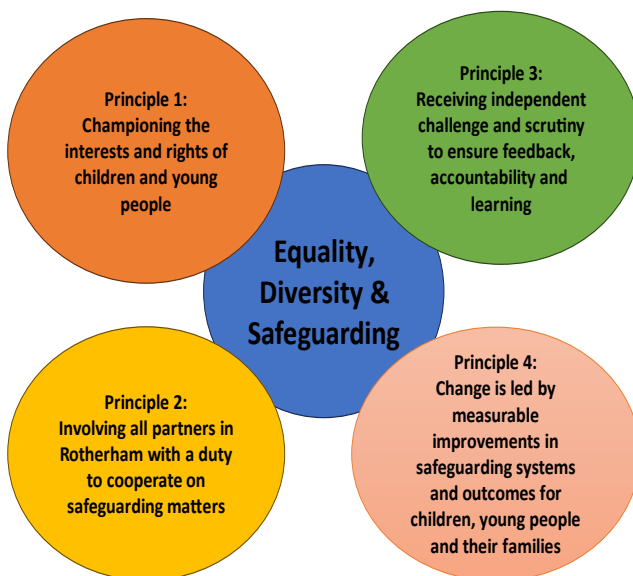 Principle 1:
Championing the
interests and rights of
children and young
people
Principle 3:
Receiving independent
challenge and scrutiny
to ensure feedback,
accountability and
learning
Equality,
Diversity &
Safeguarding
Principle 2:
Involving all partners in
Rotherham with a duty
to cooperate on
safeguarding matters
Principle 4:
Change is led by
measurable
improvements in
safeguarding systems
and outcomes for
children, young people
and their families